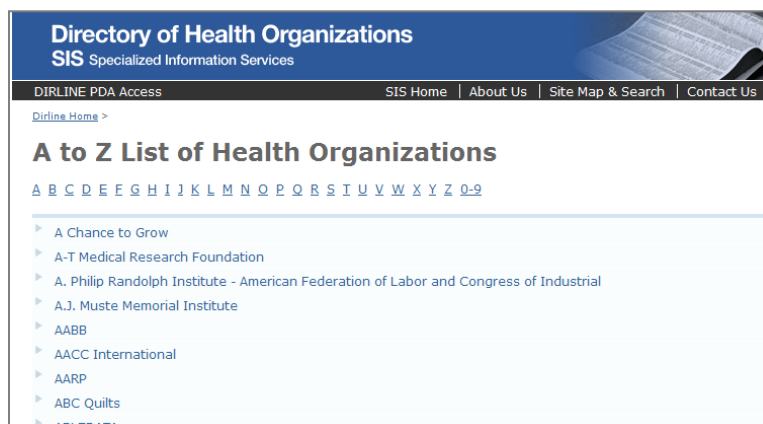 Directory of Health Organizations
SIS Specialized Information Services
DIRLINE PDA Access SIS Home | About Us | Site Map & Search | Contact Us
Dirline Home >
A to Z List of Health Organizations
A B C D E F G H I J K L M N O P Q R S T U V W X Y Z 0-9
A Chance to Grow
A-T Medical Research Foundation
A. Philip Randolph Institute - American Federation of Labor and Congress of Industrial
A.J. Muste Memorial Institute
AABB
AACC International
AARP
ABC Quilts